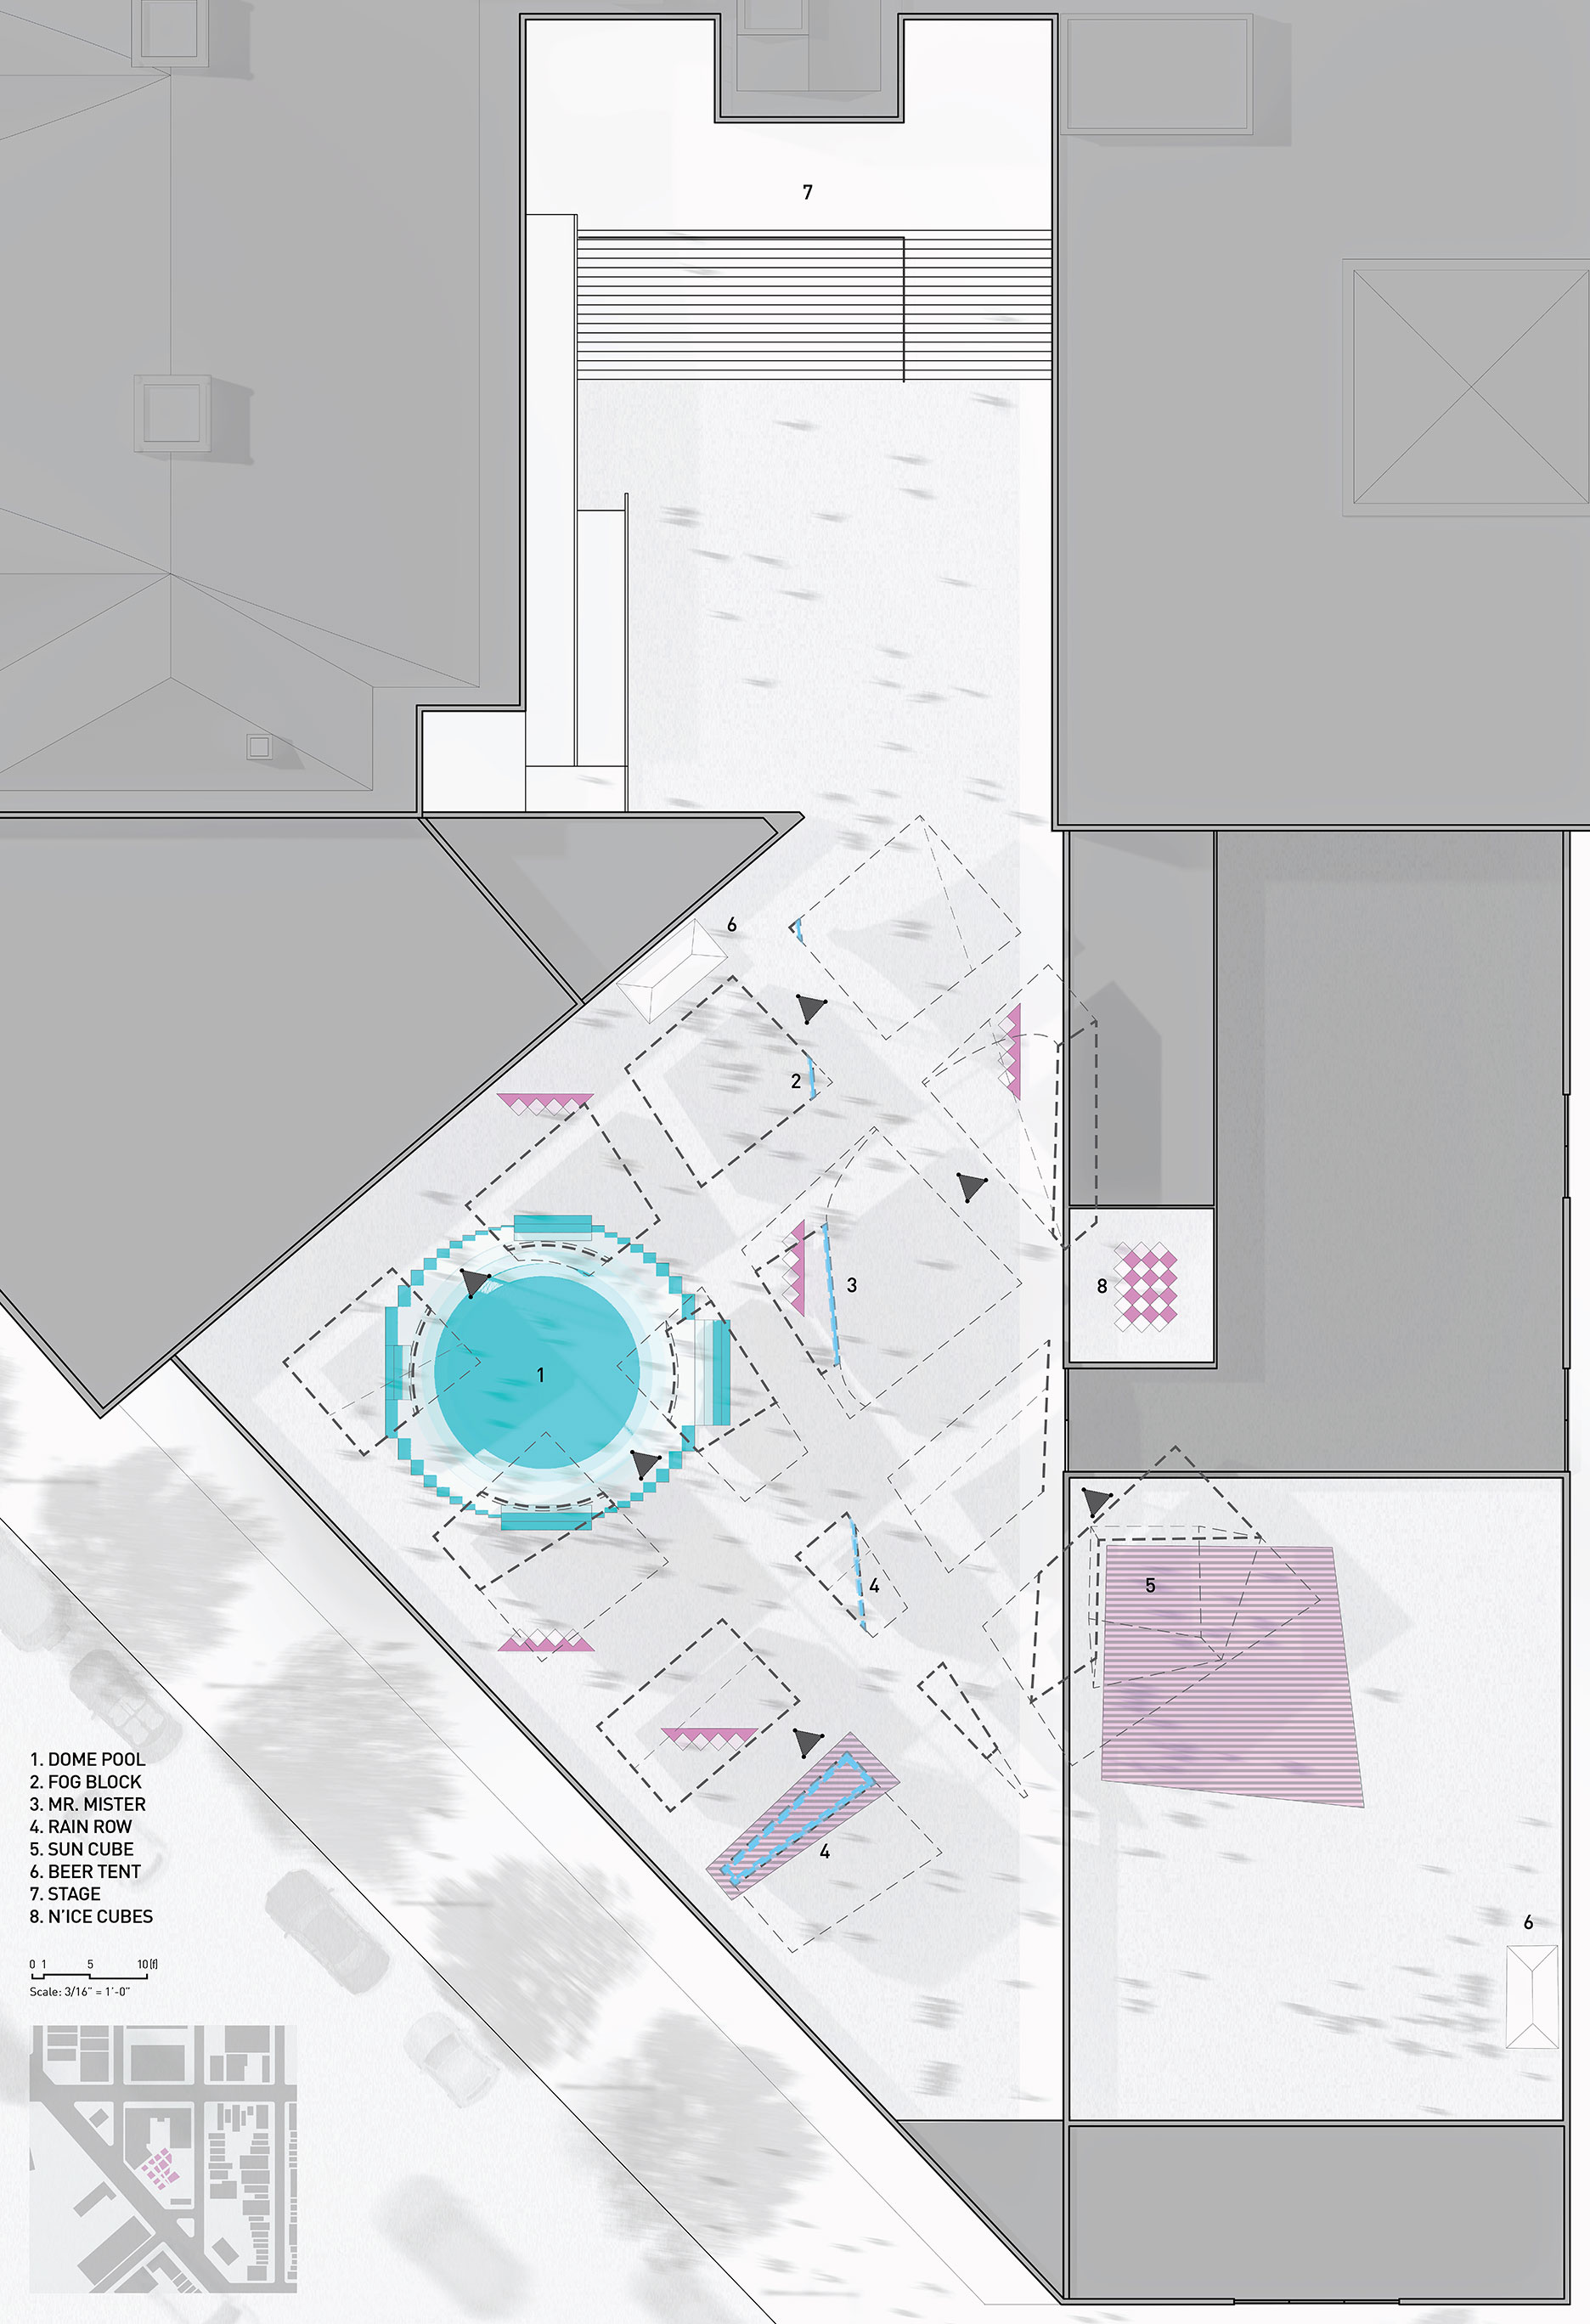 7
6
2
3
8
1
5
4
4
6
1. DOME POOL
2. FOG BLOCK
3. MR. MISTER
4. RAIN ROW
5. SUN CUBE
6. BEER TENT
7. STAGE
8. N'ICE CUBES
0 1 5 10(f)
Scale: 3/16" = 1'-0"